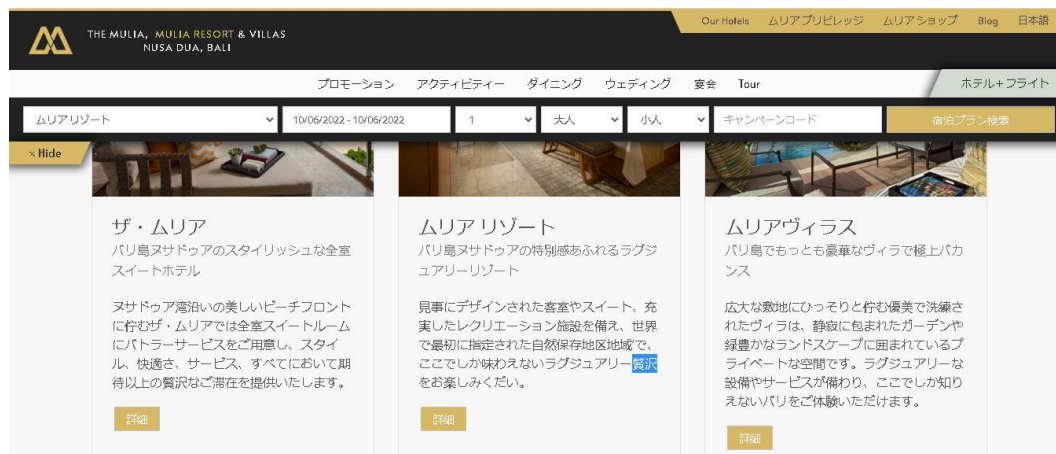 Our Hotels ムリアプリビレッジ ムリアショップ Blog 日本語
THE MULIA, MULIA RESORT & VILLAS
NUSA DUA, BALI
プロモーション アクティビティー ダイニング ウェディング 宴会 Tour
ホテル+フライト
ムリアリゾート 10/06/2022 - 10/06/2022 1 大人 小人 キャンペーンコード 宿泊プラン検索
× Hide
ザ・ムリア
バリ島ヌサドゥアのスタイリッシュな全室
スイートホテル
ヌサドゥア湾沿いの美しいビーチフロント
に佇むザ・ムリアでは全室スイートルーム
にバトラーサービスをご用意し、スタイ
ル、快適さ、サービス、すべてにおいて期
待以上の贅沢なご滞在を提供いたします。
詳細
ムリア リゾート
バリ島ヌサドゥアの特別感あふれるラグジ
ュアリーリゾート
見事にデザインされた客室やスイート、充
実したレクリエーション施設を備え、世界
で最初に指定された自然保存地区地域で、
ここでしか味わえないラグジュアリー贅沢
をお楽しみくだい。
詳細
ムリアヴィラス
バリ島でもっとも豪華なヴィラで極上バカ
ンス
広大な敷地にひっそりと佇む優美で洗練さ
れたヴィラは、静寂に包まれたガーデンや
緑豊かなランドスケープに囲まれているプ
ライベートな空間です。ラグジュアリーな
設備やサービスが備わり、ここでしか知り
えないバリをご体験いただけます。
詳細